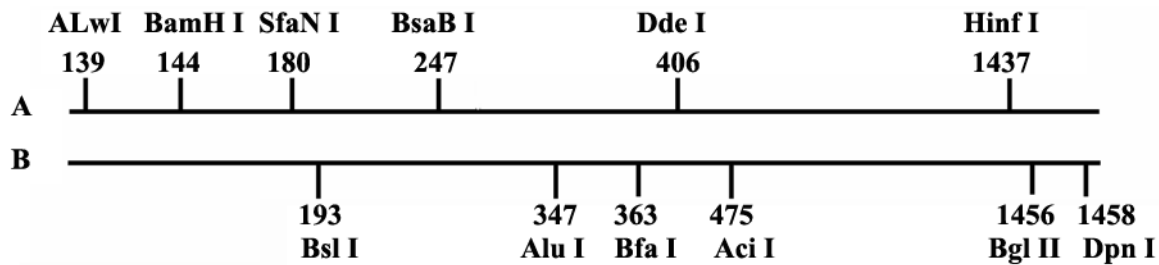 ALwI BamH I SfaN I BsaB I Dde I Hinf I
139 144 180 247 406 1437
A
B
193 347 363 475 1456 1458
Bsl I Alu I Bfa I Aci I Bgl II Dpn I